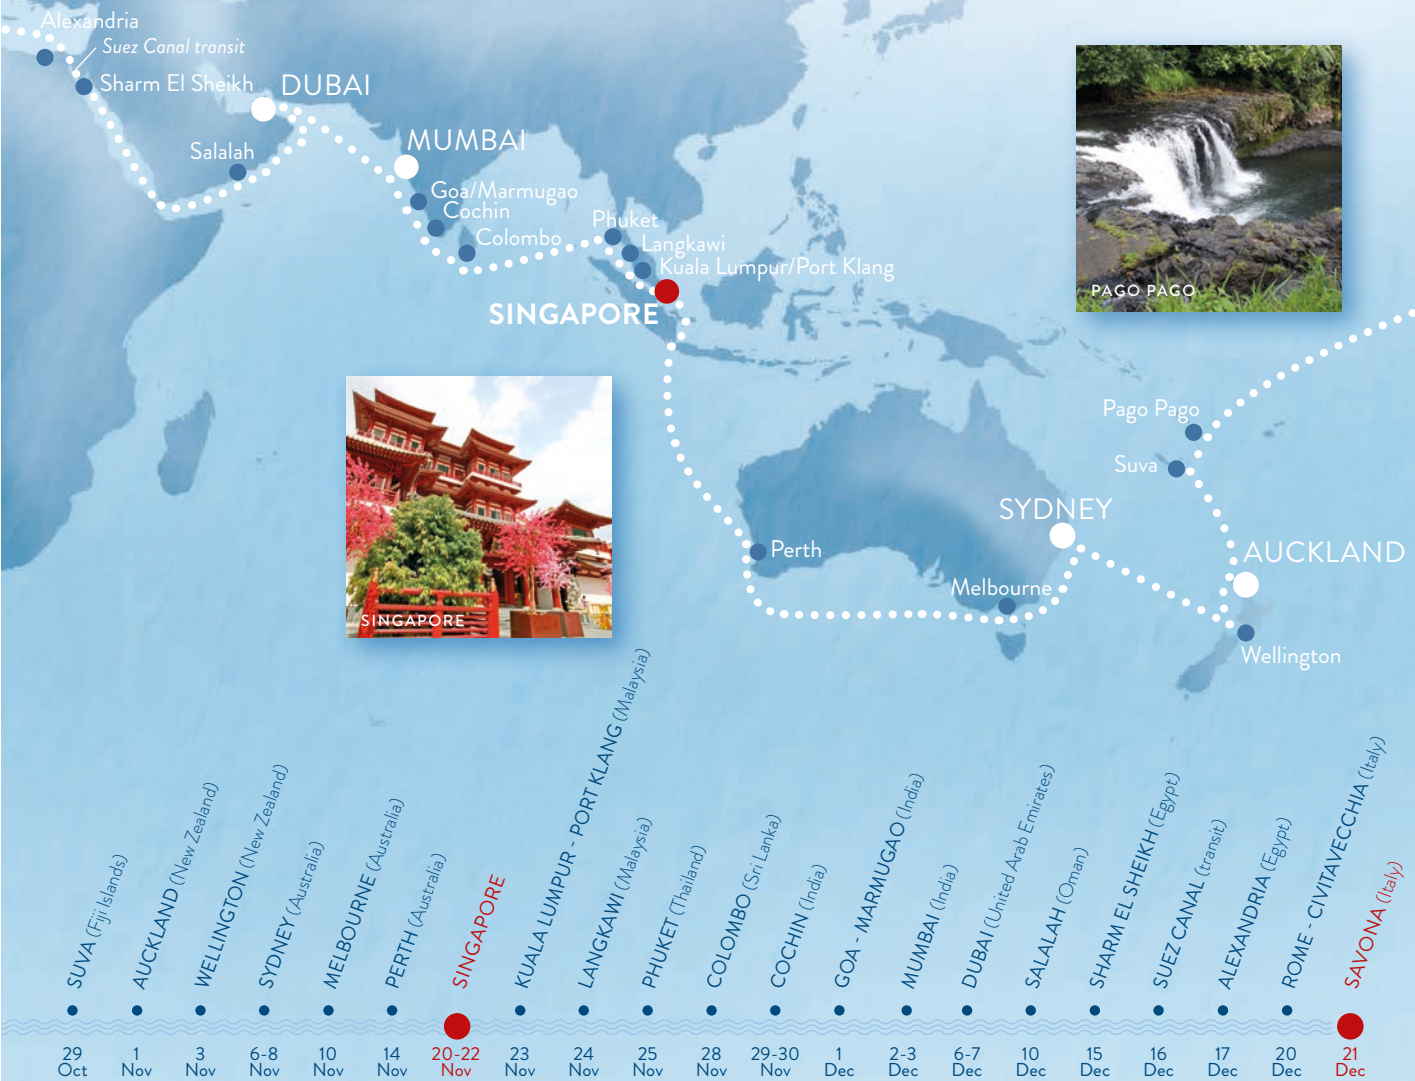 Alexandria
Suez Canal transit
Sharm El Sheikh
DUBAI
Salalah
MUMBAI
Goa/Marmugao
Cochin
Colombo
Phuket
Langkawi
Kuala Lumpur/Port Klang
SINGAPORE
PAGO PAGO
SINGAPORE
Pago Pago
Suva
SYDNEY
AUCKLAND
Perth
Melbourne
Wellington
SUVA (Fiji Islands)
AUCKLAND (New Zealand)
WELLINGTON (New Zealand)
SYDNEY (Australia)
MELBOURNE (Australia)
PERTH (Australia)
SINGAPORE
KUALA LUMPUR - PORT KLANG (Malaysia)
LANGKAWI (Malaysia)
PHUKET (Thailand)
COLOMBO (Sri Lanka)
COCHIN (India)
GOA - MARMUGAO (India)
MUMBAI (India)
DUBAI (United Arab Emirates)
SALALAH (Oman)
SHARM EL SHEIKH (Egypt)
SUEZ CANAL (transit)
ALEXANDRIA (Egypt)
ROME - CIVITAVECCHIA (Italy)
SAVONA (Italy)
29 1 3 6-8 10 14 20-22 23 24 25 28 29-30 1 2-3 6-7 10 15 16 17 20 21
Oct Nov Nov Nov Nov Nov Nov Nov Nov Nov Nov Nov Dec Dec Dec Dec Dec Dec Dec Dec Dec